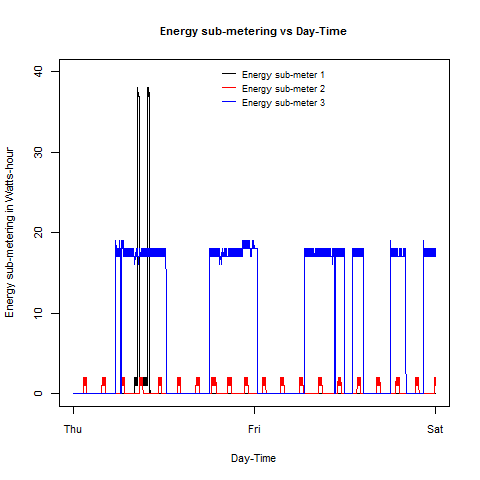 Energy sub-metering vs Day-Time
Energy sub-meter 1
Energy sub-meter 2
Energy sub-meter 3
Energy sub-metering in Watts-hour
40
30
20
10
0
Thu Fri Sat
Day-Time